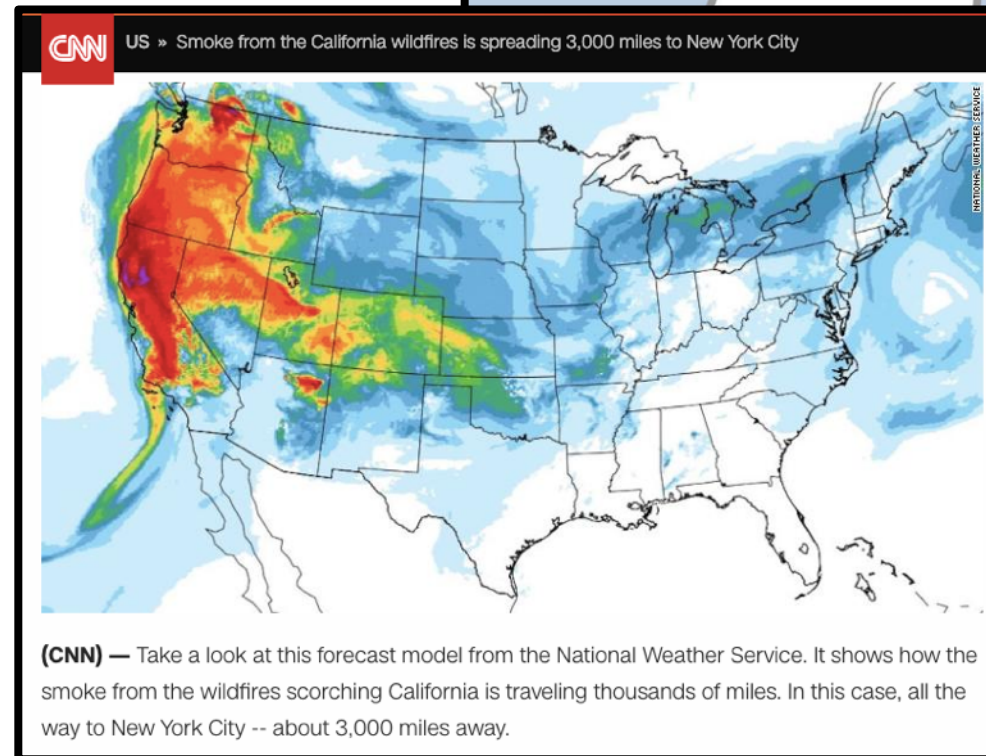 CNN US » Smoke from the California wildfires is spreading 3,000 miles to New York City
NATIONAL WEATHER SERVICE
(CNN) — Take a look at this forecast model from the National Weather Service. It shows how the
smoke from the wildfires scorching California is traveling thousands of miles. In this case, all the
way to New York City -- about 3,000 miles away.